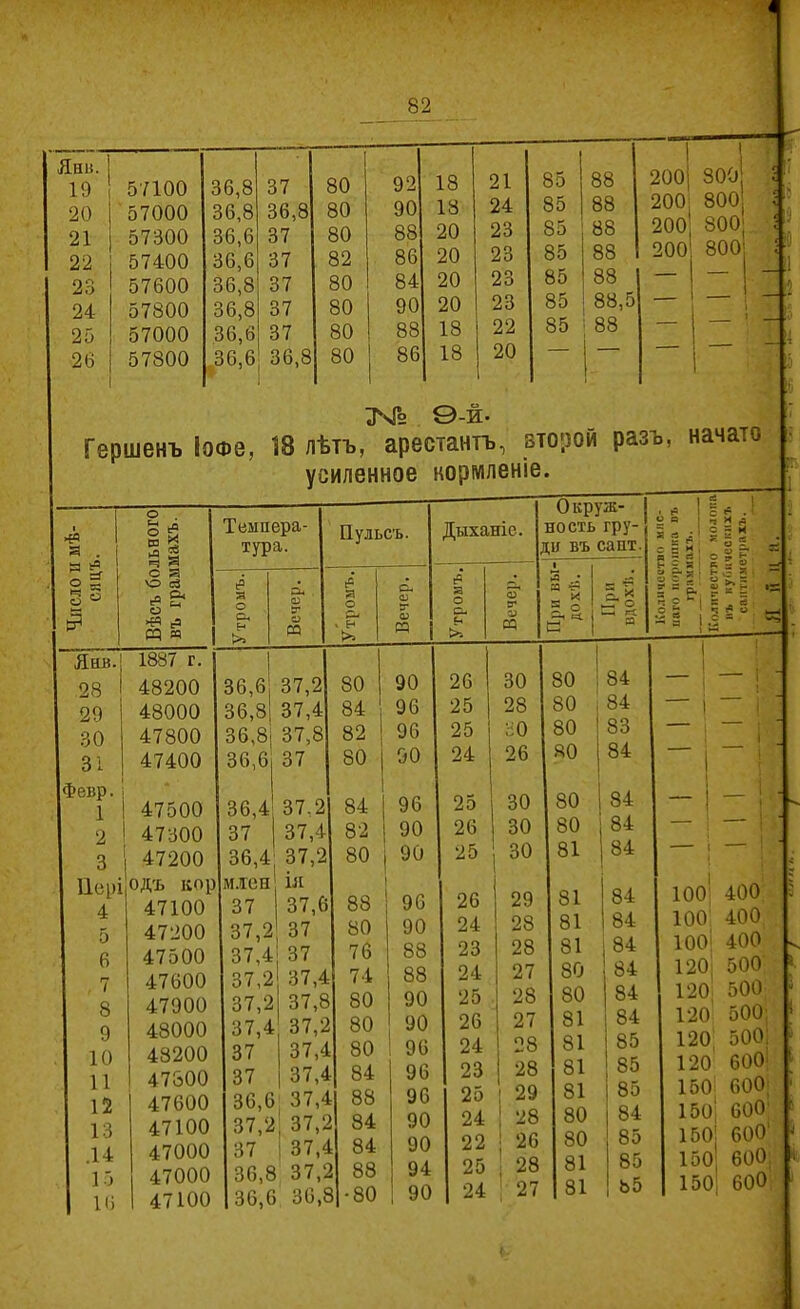 82
Янв.
19 57100 36,8 37 80 92 18 21 85 88 200 800
20 57000 36,8 36,8 80 90 18 24 85 88 200 800
21 57300 36,6 37 80 88 20 23 85 88 200 800
22 57400 36,6 37 82 86 20 23 85 88 200 800
23 57600 36,8 37 80 84 20 23 85 88 — —
24 57800 36,8 37 80 90 20 23 85 88,5 — —
25 57000 36,6 37 80 88 18 22 85 88 — —
26 57800 36,6 36,8 80 86 18 20 — — — —
№ 9-й.
Гершенъ Іофе, 18 лѣтъ, арестантъ, второй разъ, начато
усиленное кормленіе.
Число и мѣсяцъ.
Вѣсъ больного въ граммахъ.
Температура.
Пульсъ.
Дыханіе.
Окружность груди въ сант.
Количество мяснаго порошка въ граммахъ.
Количество молока въ кубическихъ сантиметрахъ.
Яйца.
Утромъ. Вечер. Утромъ. Вечер. Утромъ. Вечер. При выдохѣ. При вдохѣ.
Янв. 1887 г.
28 48200 36,6 37,2 80 90 26 30 80 84 — —
29 48000 36,8 37,4 84 96 25 28 80 84 — —
30 47800 36,8 37,8 82 96 25 30 80 83 — —
31 47400 36,6 37 80 90 24 26 80 84 — —
Февр.
1 47500 36,4 37,2 84 96 25 30 80 84 — —
2 47300 37 37,4 82 90 26 30 80 84 — —
3 47200 36,4 37,2 80 90 25 30 81 84 — —
Періодъ кормленія
4 47100 37 37,6 88 96 26 29 81 84 100 400
5 47200 37,2 37 80 90 24 28 81 84 100 400
6 47500 37,4 37 76 88 23 28 81 84 100 400
7 47600 37,2 37,4 74 88 24 27 80 84 120 500
8 47900 37,2 37,8 80 90 25 28 80 84 120 500
9 48000 37,4 37,2 80 90 26 27 81 84 120 500
10 48200 37 37,4 80 96 24 28 81 85 120 500
11 47500 37 37,4 84 96 23 28 81 85 120 600
12 47600 36,6 37,4 88 96 25 29 81 85 150 600
13 47100 37,2 37,2 84 90 24 28 80 84 150 600
14 47000 37 37,4 84 90 22 26 80 85 150 600
15 47000 36,8 37,2 88 94 25 28 81 85 150 600
16 47100 36,6 36,8 80 90 24 27 81 85 150 600